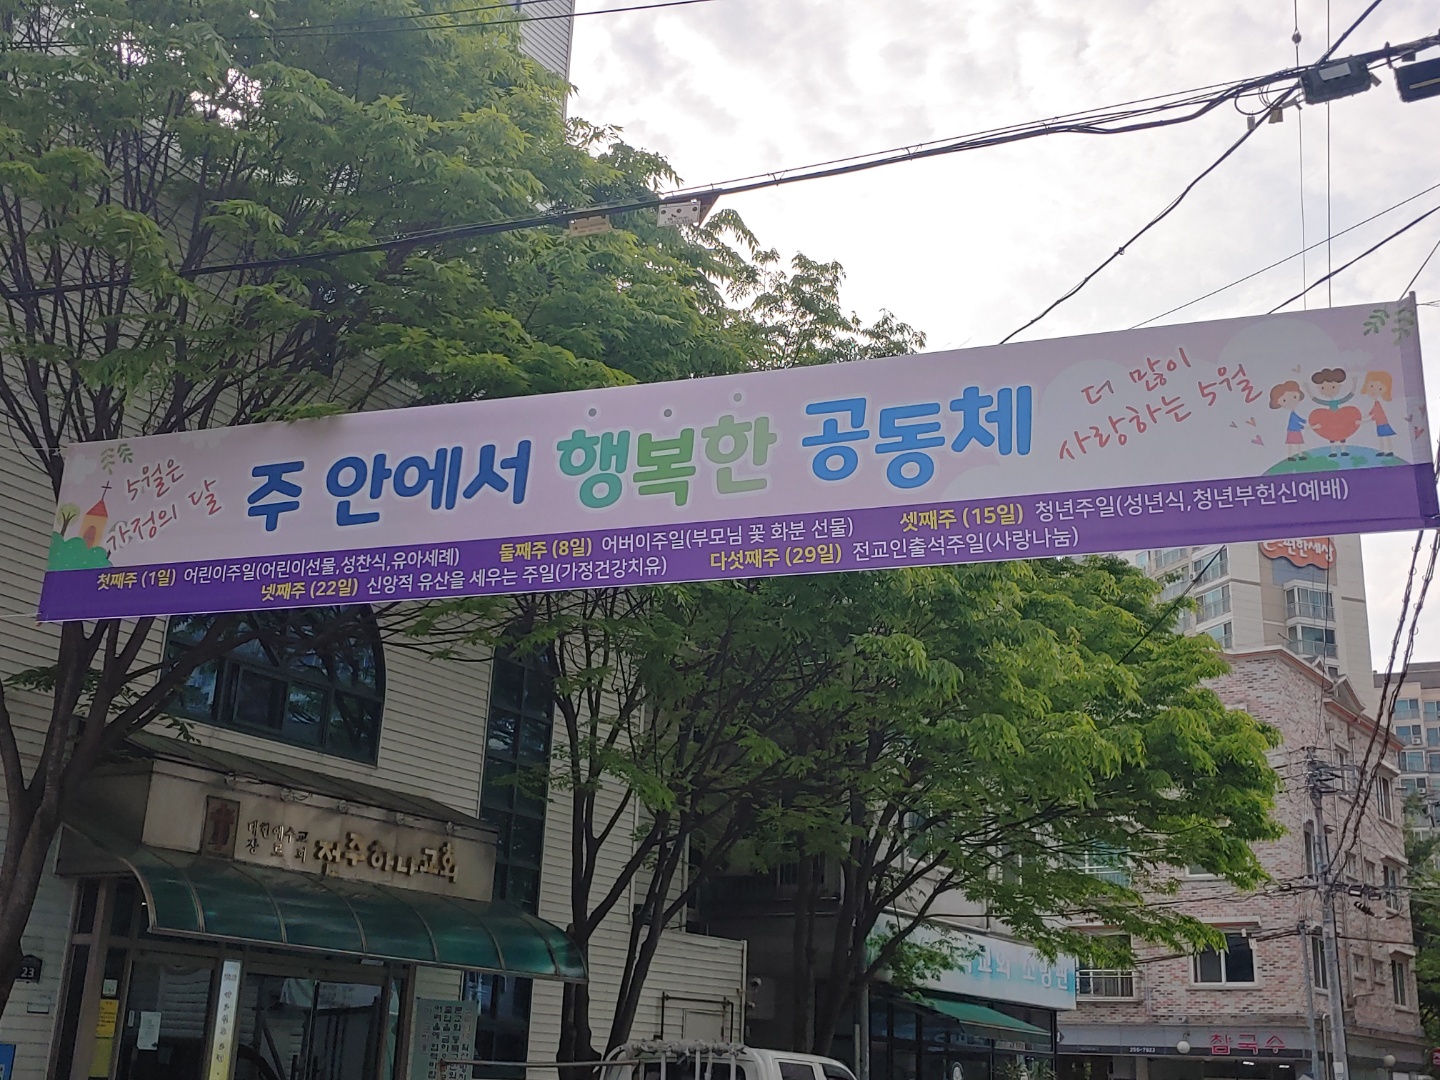 5월은
가정의 달
주 안에서 행복한 공동체
더 많이
사랑하는 5월
첫째주 (1일) 어린이주일(어린이선물,성찬식,유아세례)
둘째주 (8일) 어버이주일(부모님 꽃 화분 선물)
셋째주 (15일) 청년주일(성년식,청년부헌신예배)
넷째주 (22일) 신앙적 유산을 세우는 주일(가정건강치유)
다섯째주 (29일) 전교인출석주일(사랑나눔)
편한세상
대한예수교
장로회
전주하나교회
23
참국수